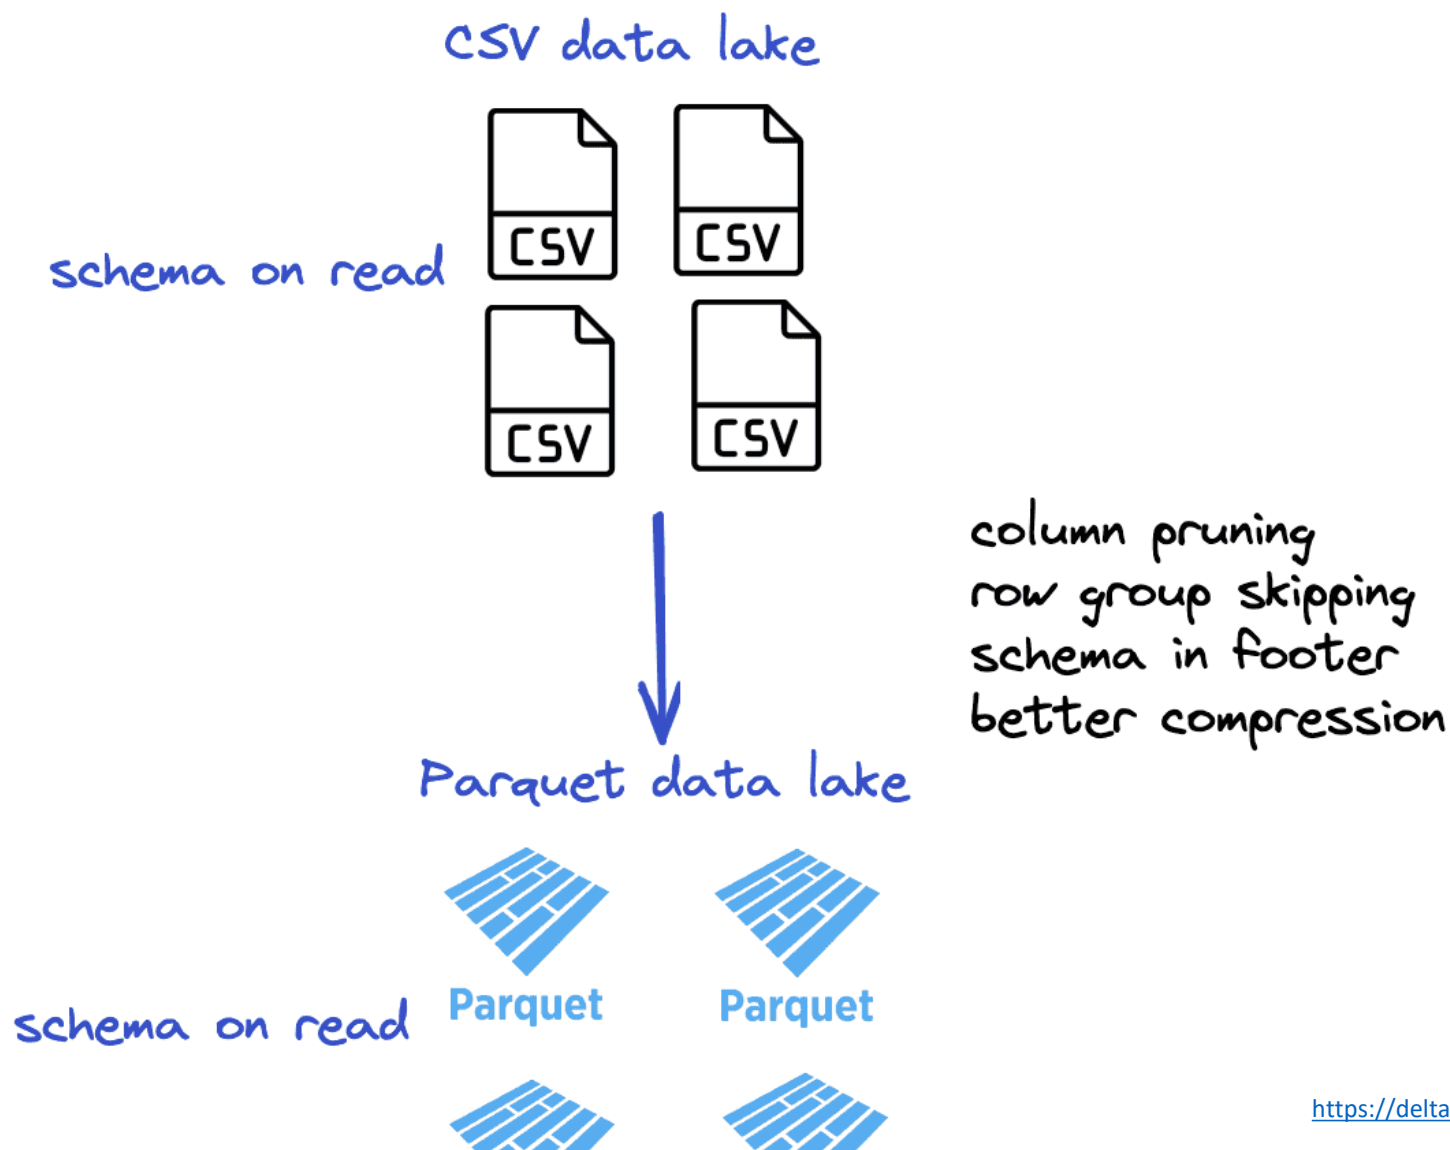 CSV data lake
CSV
CSV
schema on read
CSV
CSV
column pruning
row group skipping
schema in footer
better compression
Parquet data lake
Parquet
Parquet
schema on read
https://delta